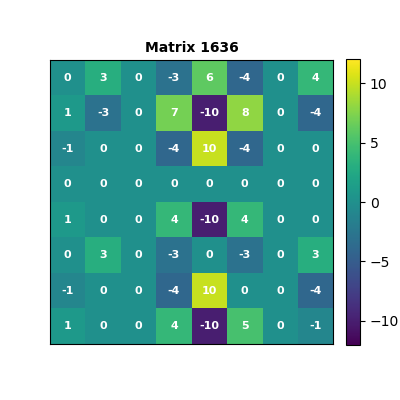 Matrix 1636
0 3 0 -3 6 -4 0 4
1 -3 0 7 -10 8 0 -4
-1 0 0 -4 10 -4 0 0
0 0 0 0 0 0 0 0
1 0 0 4 -10 4 0 0
0 3 0 -3 0 -3 0 3
-1 0 0 -4 10 0 0 -4
1 0 0 4 -10 5 0 -1
10
5
0
−5
−10